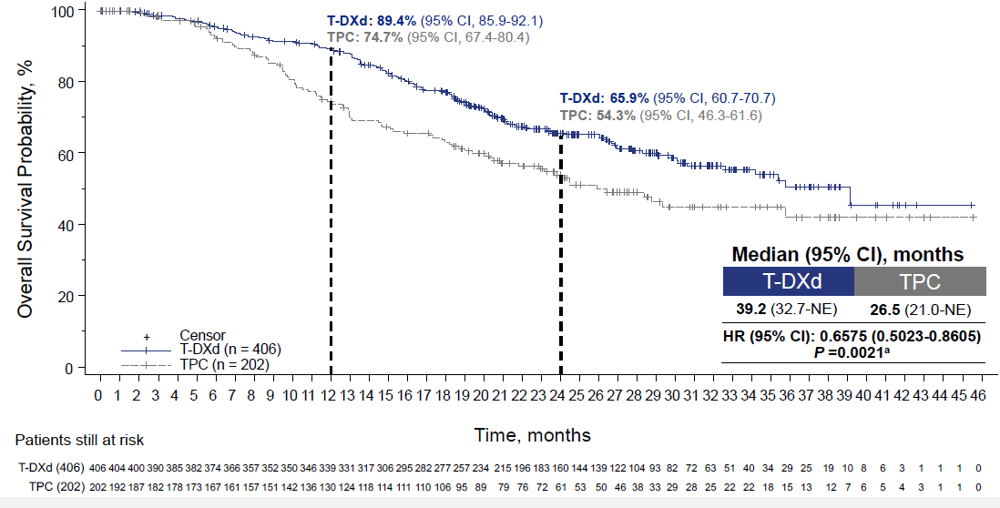 100
80
60
40
20
0
Overall Survival Probability, %
T-DXd: 89.4% (95% CI, 85.9-92.1)
TPC: 74.7% (95% CI, 67.4-80.4)
T-DXd: 65.9% (95% CI, 60.7-70.7)
TPC: 54.3% (95% CI, 46.3-61.6)
Median (95% CI), months
T-DXd TPC
39.2 (32.7-NE) 26.5 (21.0-NE)
HR (95% CI): 0.6575 (0.5023-0.8605)
P =0.0021a
Censor
T-DXd (n = 406)
TPC (n = 202)
0 1 2 3 4 5 6 7 8 9 10 11 12 13 14 15 16 17 18 19 20 21 22 23 24 25 26 27 28 29 30 31 32 33 34 35 36 37 38 39 40 41 42 43 44 45 46
Time, months
Patients still at risk
T-DXd (406) 406 404 400 390 385 382 374 366 357 352 350 346 339 331 317 306 295 282 277 257 234 215 196 183 160 144 139 122 104 93 82 72 63 51 40 34 29 25 19 10 8 6 3 1 1 1 0
TPC (202) 202 192 187 182 178 173 167 161 157 151 142 136 130 124 118 114 111 110 106 95 89 79 76 72 61 53 50 46 38 33 29 28 25 22 22 18 15 13 12 7 6 5 4 3 1 1 0